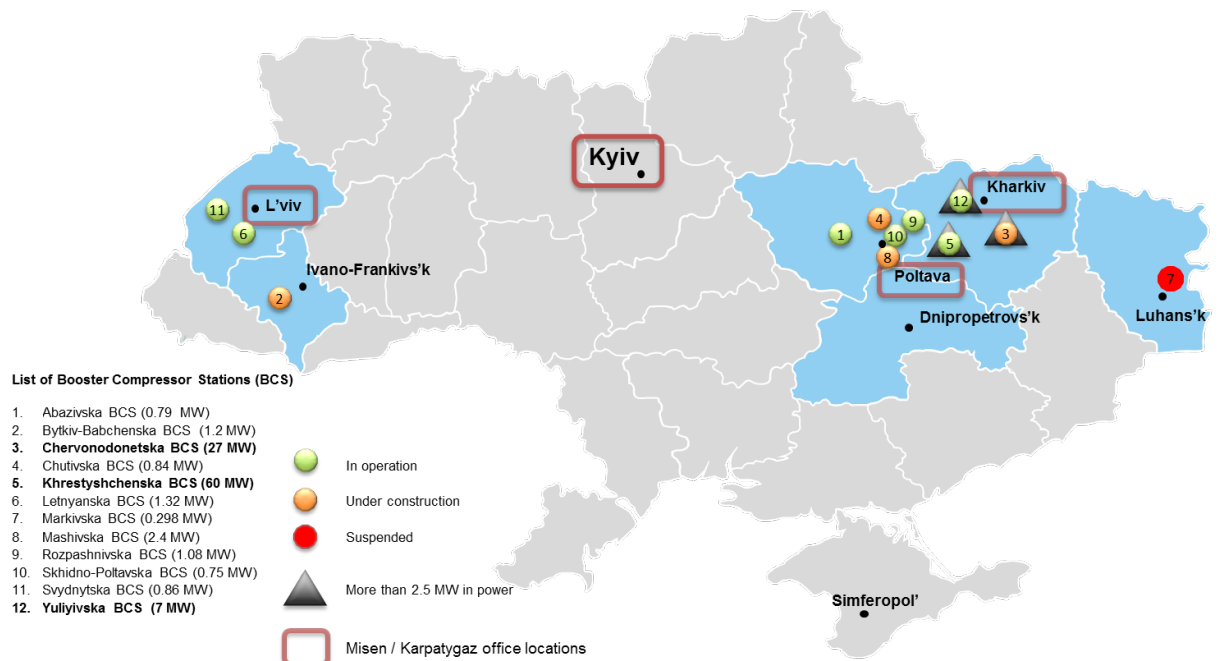 Kyiv
L'viv
11
6
Ivano-Frankivs'k
2
Kharkiv
12
4
9
1
10
5
3
8
Poltava
7
Luhans'k
Dnipropetrovs'k
List of Booster Compressor Stations (BCS)
1. Abazivska BCS (0.79 MW)
2. Bytkiv-Babchenska BCS (1.2 MW)
3. Chervonodonetska BCS (27 MW)
4. Chutivska BCS (0.84 MW)
5. Khrestyshchenska BCS (60 MW)
6. Letnyanska BCS (1.32 MW)
7. Markivska BCS (0.298 MW)
8. Mashivska BCS (2.4 MW)
9. Rozpashnivska BCS (1.08 MW)
10. Skhidno-Poltavska BCS (0.75 MW)
11. Svydnytska BCS (0.86 MW)
12. Yuliyivska BCS (7 MW)
In operation
Under construction
Suspended
More than 2.5 MW in power
Misen / Karpatygaz office locations
Simferopol'